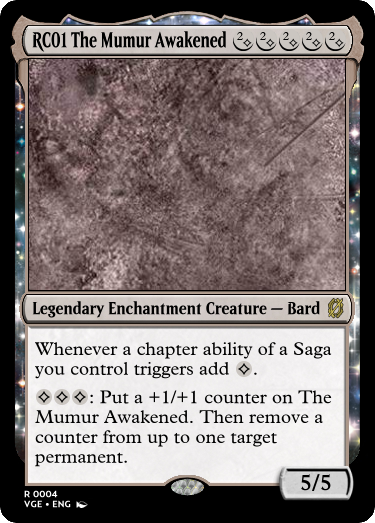 RC01 The Mumur Awakened
Legendary Enchantment Creature — Bard
Whenever a chapter ability of a Saga
you control triggers add .
: Put a +1/+1 counter on The
Mumur Awakened. Then remove a
counter from up to one target
permanent.
5/5
R 0004
VGE • ENG